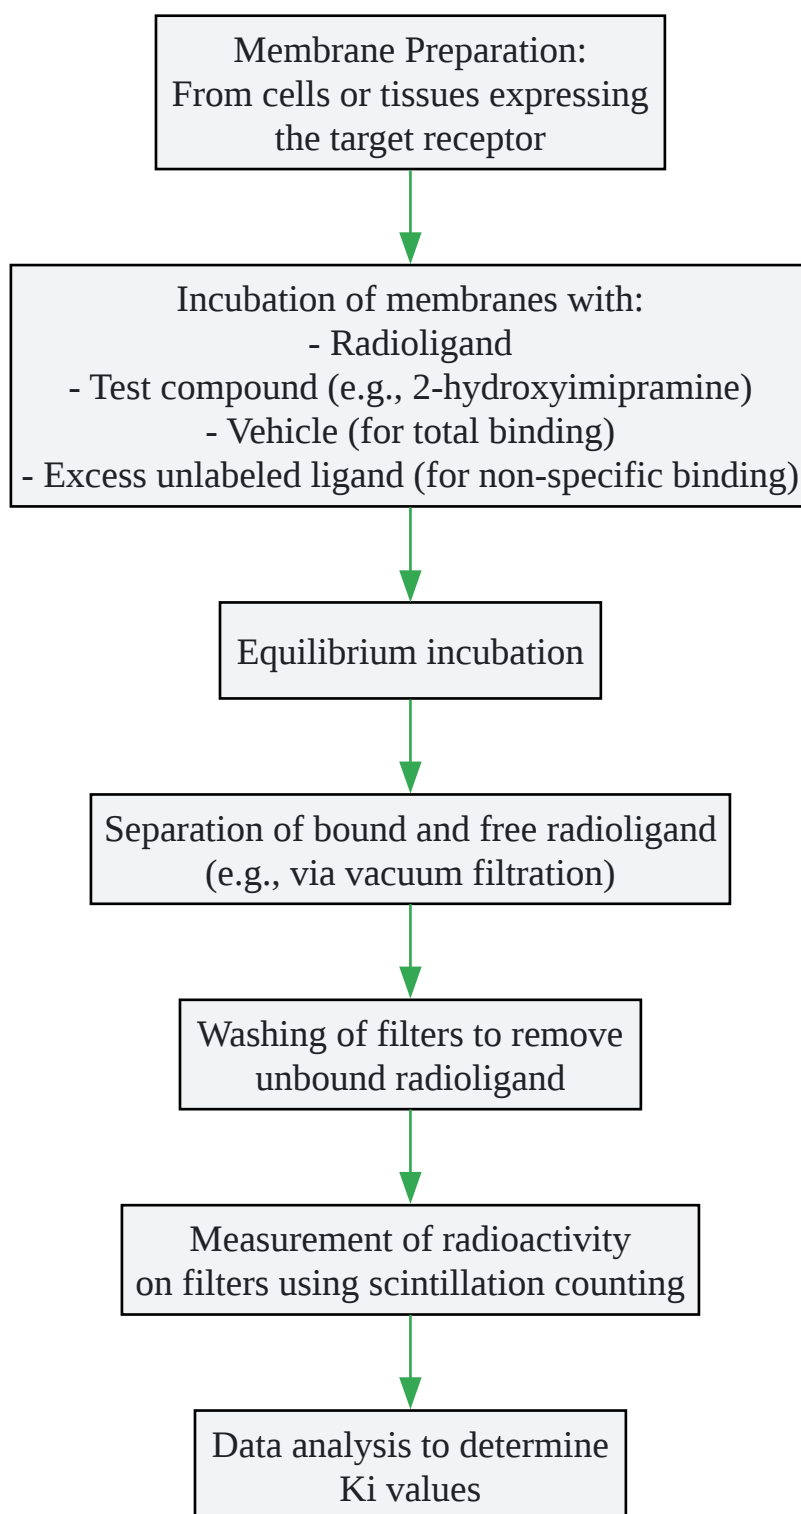 Membrane Preparation:
From cells or tissues expressing
the target receptor
Incubation of membranes with:
- Radioligand
- Test compound (e.g., 2-hydroxyimipramine)
- Vehicle (for total binding)
- Excess unlabeled ligand (for non-specific binding)
Equilibrium incubation
Separation of bound and free radioligand
(e.g., via vacuum filtration)
Washing of filters to remove
unbound radioligand
Measurement of radioactivity
on filters using scintillation counting
Data analysis to determine
Ki values